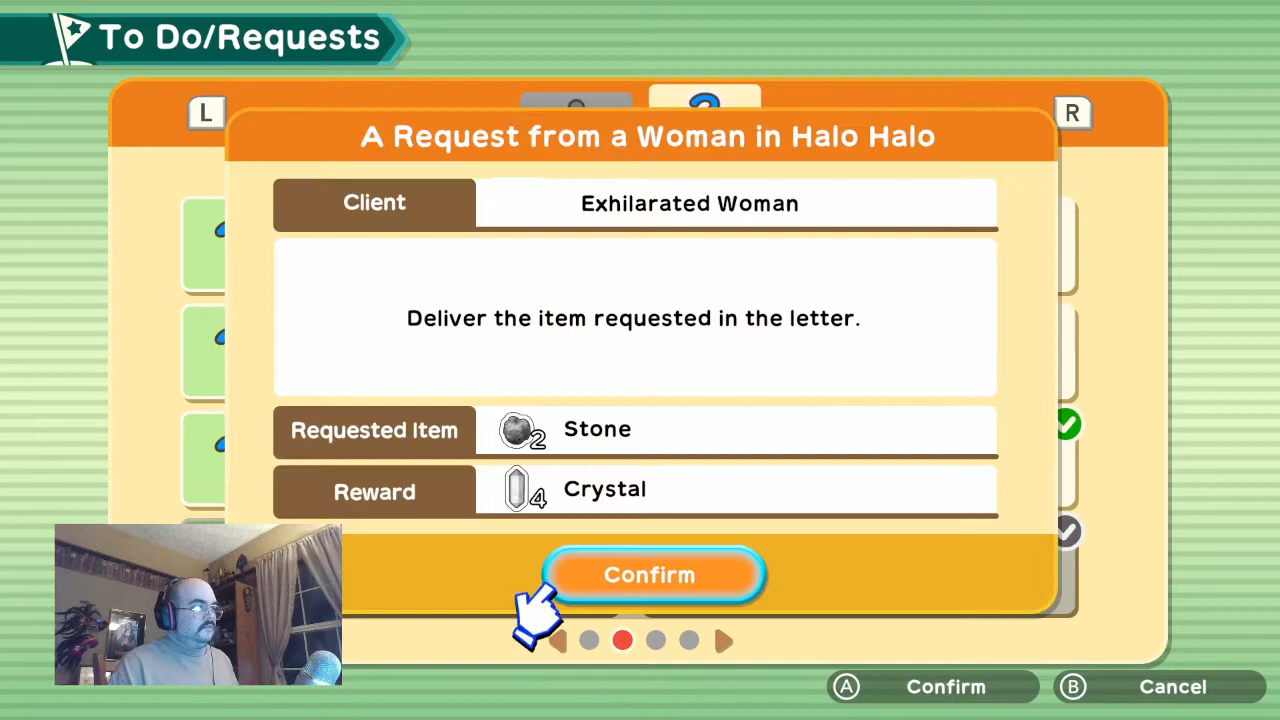 To Do/Requests
L
R
A Request from a Woman in Halo Halo
Client
Exhilarated Woman
Deliver the item requested in the letter.
Requested Item
2
Stone
Reward
4
Crystal
Confirm
A Confirm
B Cancel